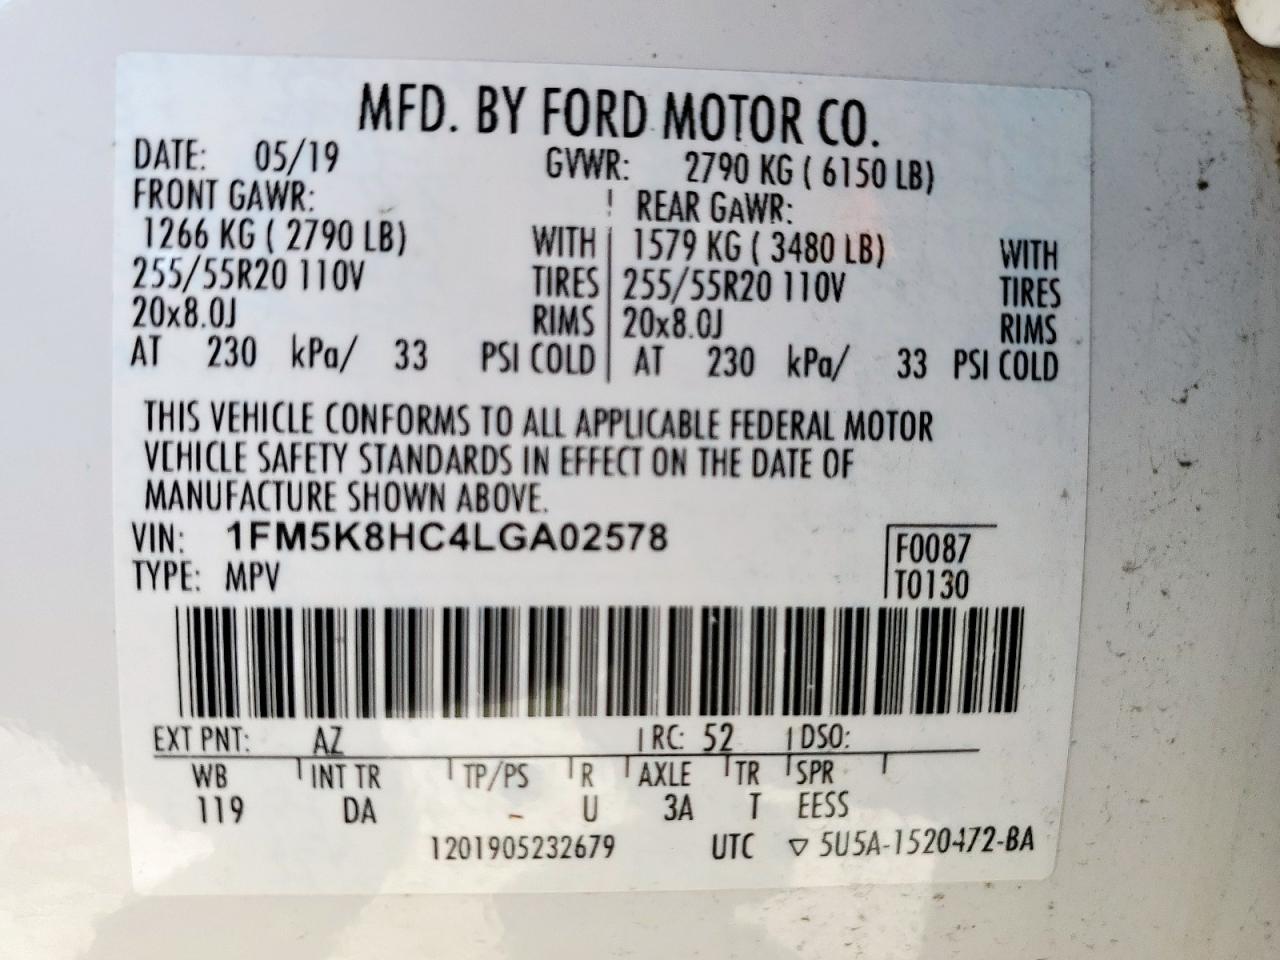 MFD. BY FORD MOTOR CO.
DATE: 05/19 GVWR: 2790 KG ( 6150 LB)
FRONT GAWR: REAR GAWR:
1266 KG ( 2790 LB) WITH 1579 KG ( 3480 LB) WITH
255/55R20 110V TIRES 255/55R20 110V TIRES
20x8.0J RIMS 20x8.0J RIMS
AT 230 kPa/ 33 PSI COLD AT 230 kPa/ 33 PSI COLD
THIS VEHICLE CONFORMS TO ALL APPLICABLE FEDERAL MOTOR
VEHICLE SAFETY STANDARDS IN EFFECT ON THE DATE OF
MANUFACTURE SHOWN ABOVE.
VIN: 1FM5K8HC4LGA02578 F0087
TYPE: MPV T0130
EXT PNT: AZ RC: 52 DSO:
WB INT TR TP/PS R AXLE TR SPR
119 DA - U 3A T EESS
1201905232679 UTC ▽ 5U5A-1520472-BA